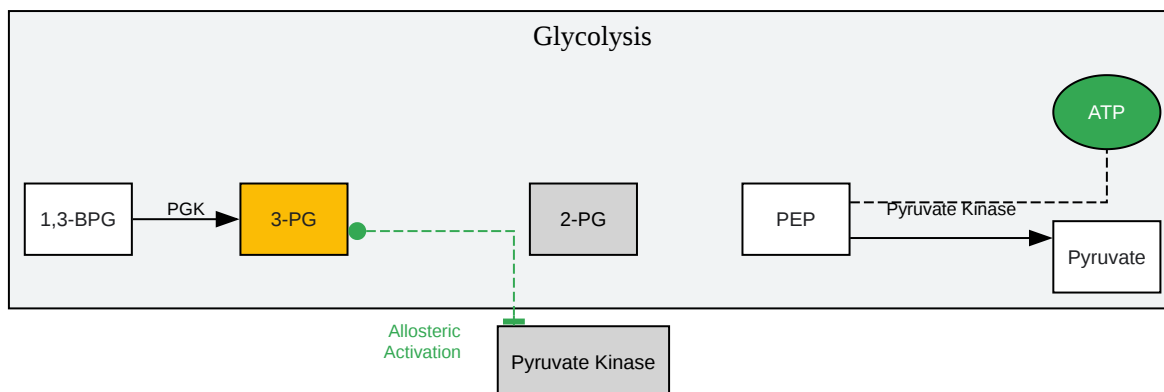 Glycolysis
ATP
1,3-BPG
PGK
3-PG
2-PG
PEP
Pyruvate Kinase
Pyruvate
Allosteric
Activation
Pyruvate Kinase